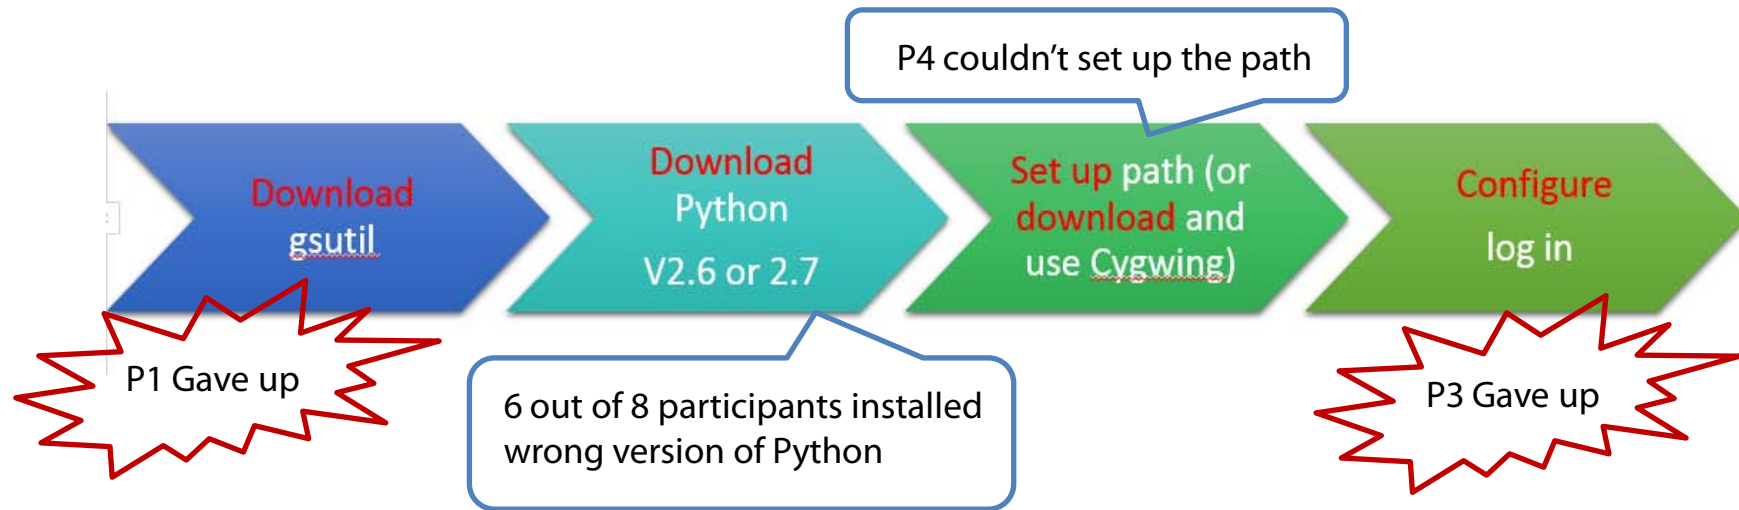 P4 couldn’t set up the path
Download
gsutil
Download
Python
V2.6 or 2.7
Set up path (or
download and
use Cygwing)
Configure
log in
P1 Gave up
6 out of 8 participants installed
wrong version of Python
P3 Gave up